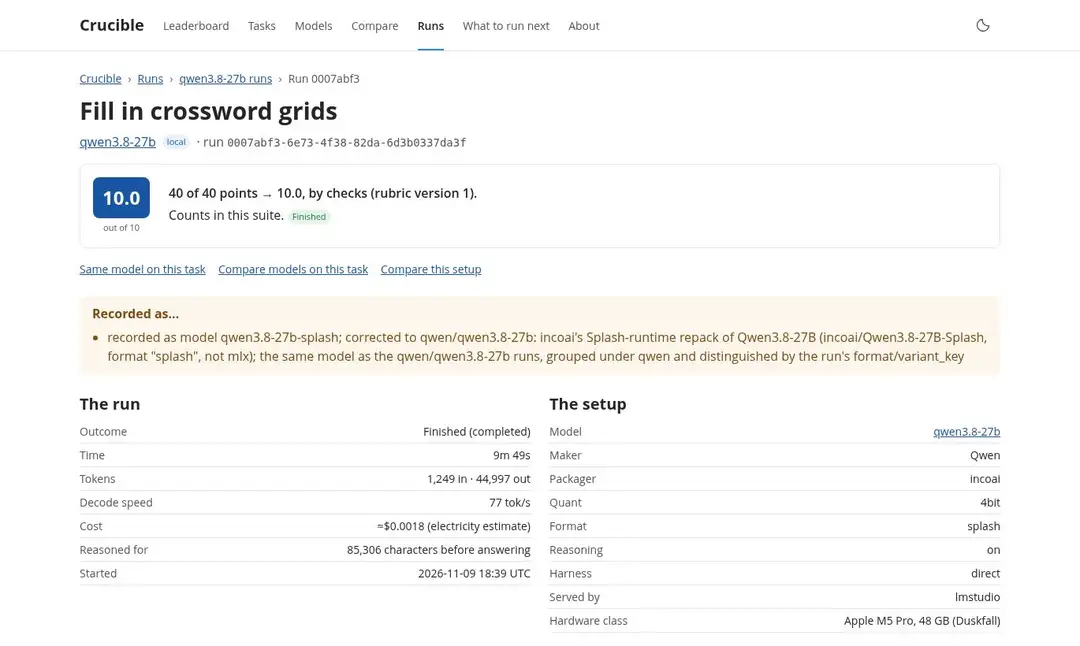 Crucible Leaderboard Tasks Models Compare Runs What to run next About
Crucible › Runs › qwen3.8-27b runs › Run 0007abf3
Fill in crossword grids
qwen3.8-27b local · run 0007abf3-6e73-4f38-82da-6d3b0337da3f
10.0
out of 10
40 of 40 points → 10.0, by checks (rubric version 1).
Counts in this suite. Finished
Same model on this task Compare models on this task Compare this setup
Recorded as...
• recorded as model qwen3.8-27b-splash; corrected to qwen/qwen3.8-27b: incoai's Splash-runtime repack of Qwen3.8-27B (incoai/Qwen3.8-27B-Splash,
format "splash", not mlx); the same model as the qwen/qwen3.8-27b runs, grouped under qwen and distinguished by the run's format/variant_key
The run
Outcome Finished (completed)
Time 9m 49s
Tokens 1,249 in · 44,997 out
Decode speed 77 tok/s
Cost ≈$0.0018 (electricity estimate)
Reasoned for 85,306 characters before answering
Started 2026-11-09 18:39 UTC
The setup
Model qwen3.8-27b
Maker Qwen
Packager incoai
Quant 4bit
Format splash
Reasoning on
Harness direct
Served by lmstudio
Hardware class Apple M5 Pro, 48 GB (Duskfall)